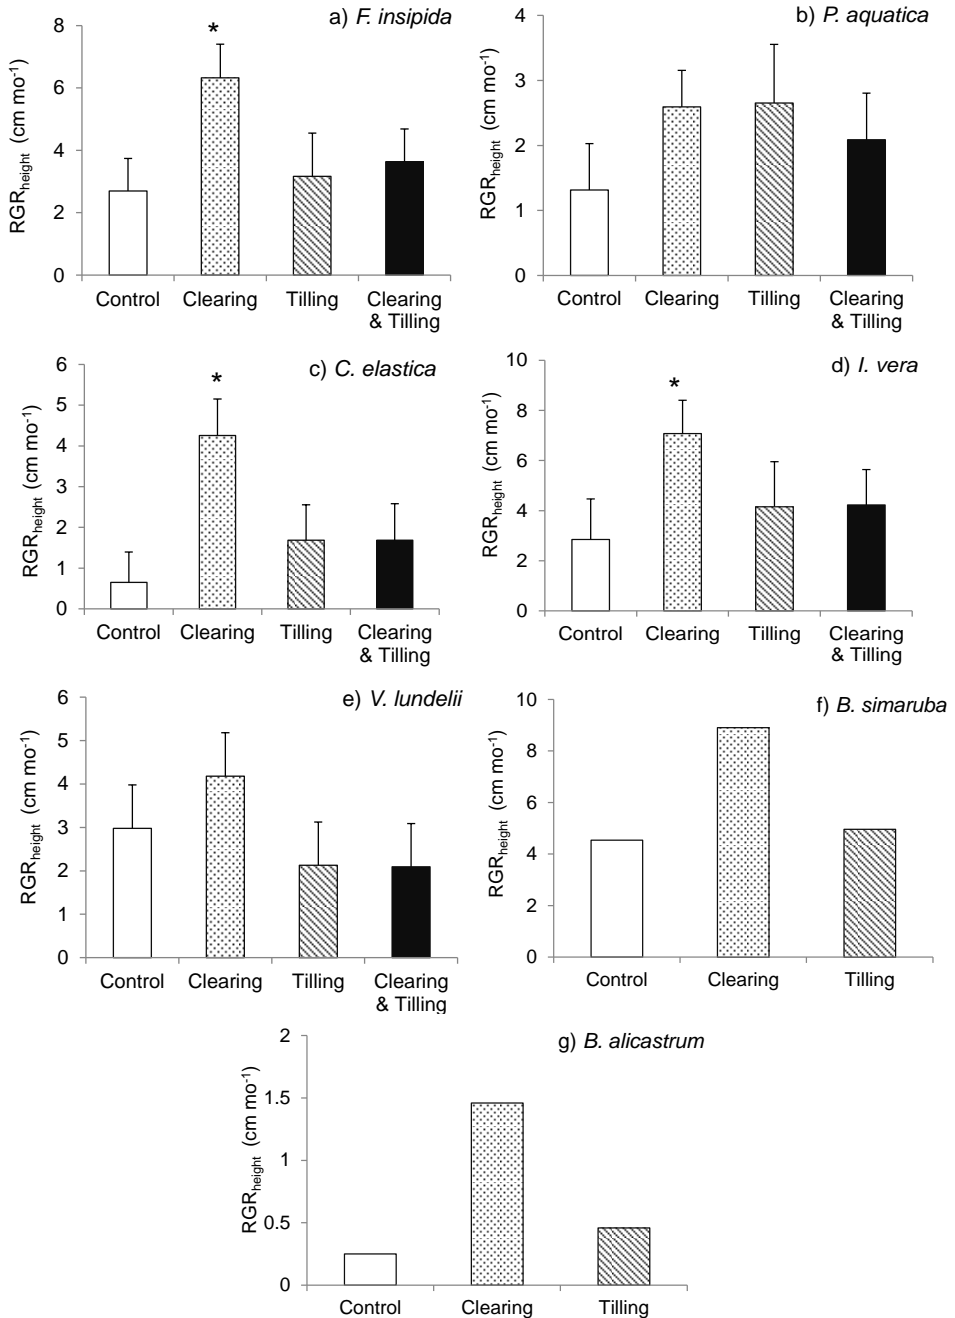 a) F. insipida
*
RGRheight (cm mo-1)
8
6
4
2
0
Control Clearing Tilling Clearing
& Tilling
b) P. aquatica
RGRheight (cm mo-1)
4
3
2
1
0
Control Clearing Tilling Clearing
& Tilling
c) C. elastica
*
RGRheight (cm mo-1)
6
5
4
3
2
1
0
Control Clearing Tilling Clearing
& Tilling
d) I. vera
*
RGRheight (cm mo-1)
10
8
6
4
2
0
Control Clearing Tilling Clearing
& Tilling
e) V. lundelii
RGRheight (cm mo-1)
6
5
4
3
2
1
0
Control Clearing Tilling Clearing
& Tilling
f) B. simaruba
RGRheight (cm mo-1)
10
8
6
4
2
0
Control Clearing Tilling
g) B. alicastrum
RGRheight (cm mo-1)
2
1.5
1
0.5
0
Control Clearing Tilling